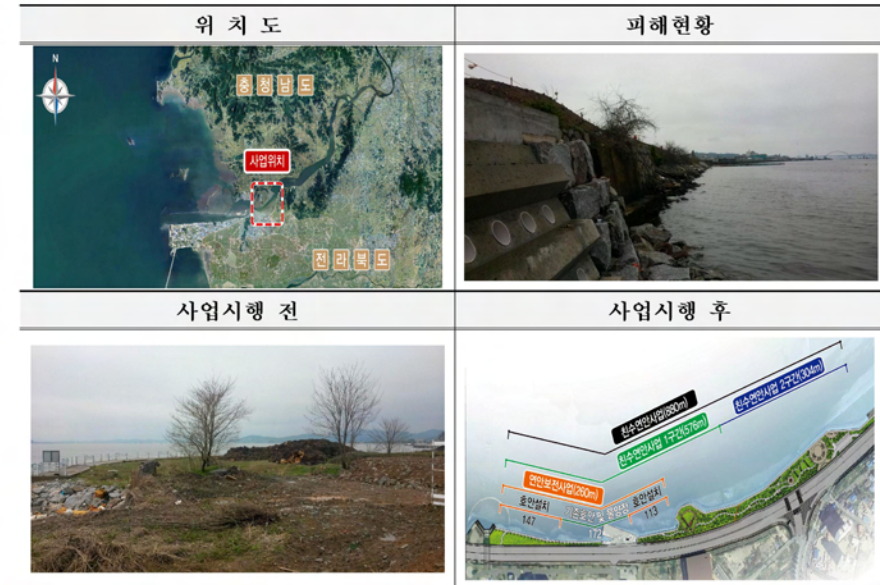 위 치 도
피해현황
N
충청남도
사업위치
전라북도
사업시행 전
사업시행 후
친수연안사업(880m)
친수연안사업 2구간(304m)
친수연안사업 1구간(576m)
연안보전사업(260m)
호안설치
147
172
호안설치
113